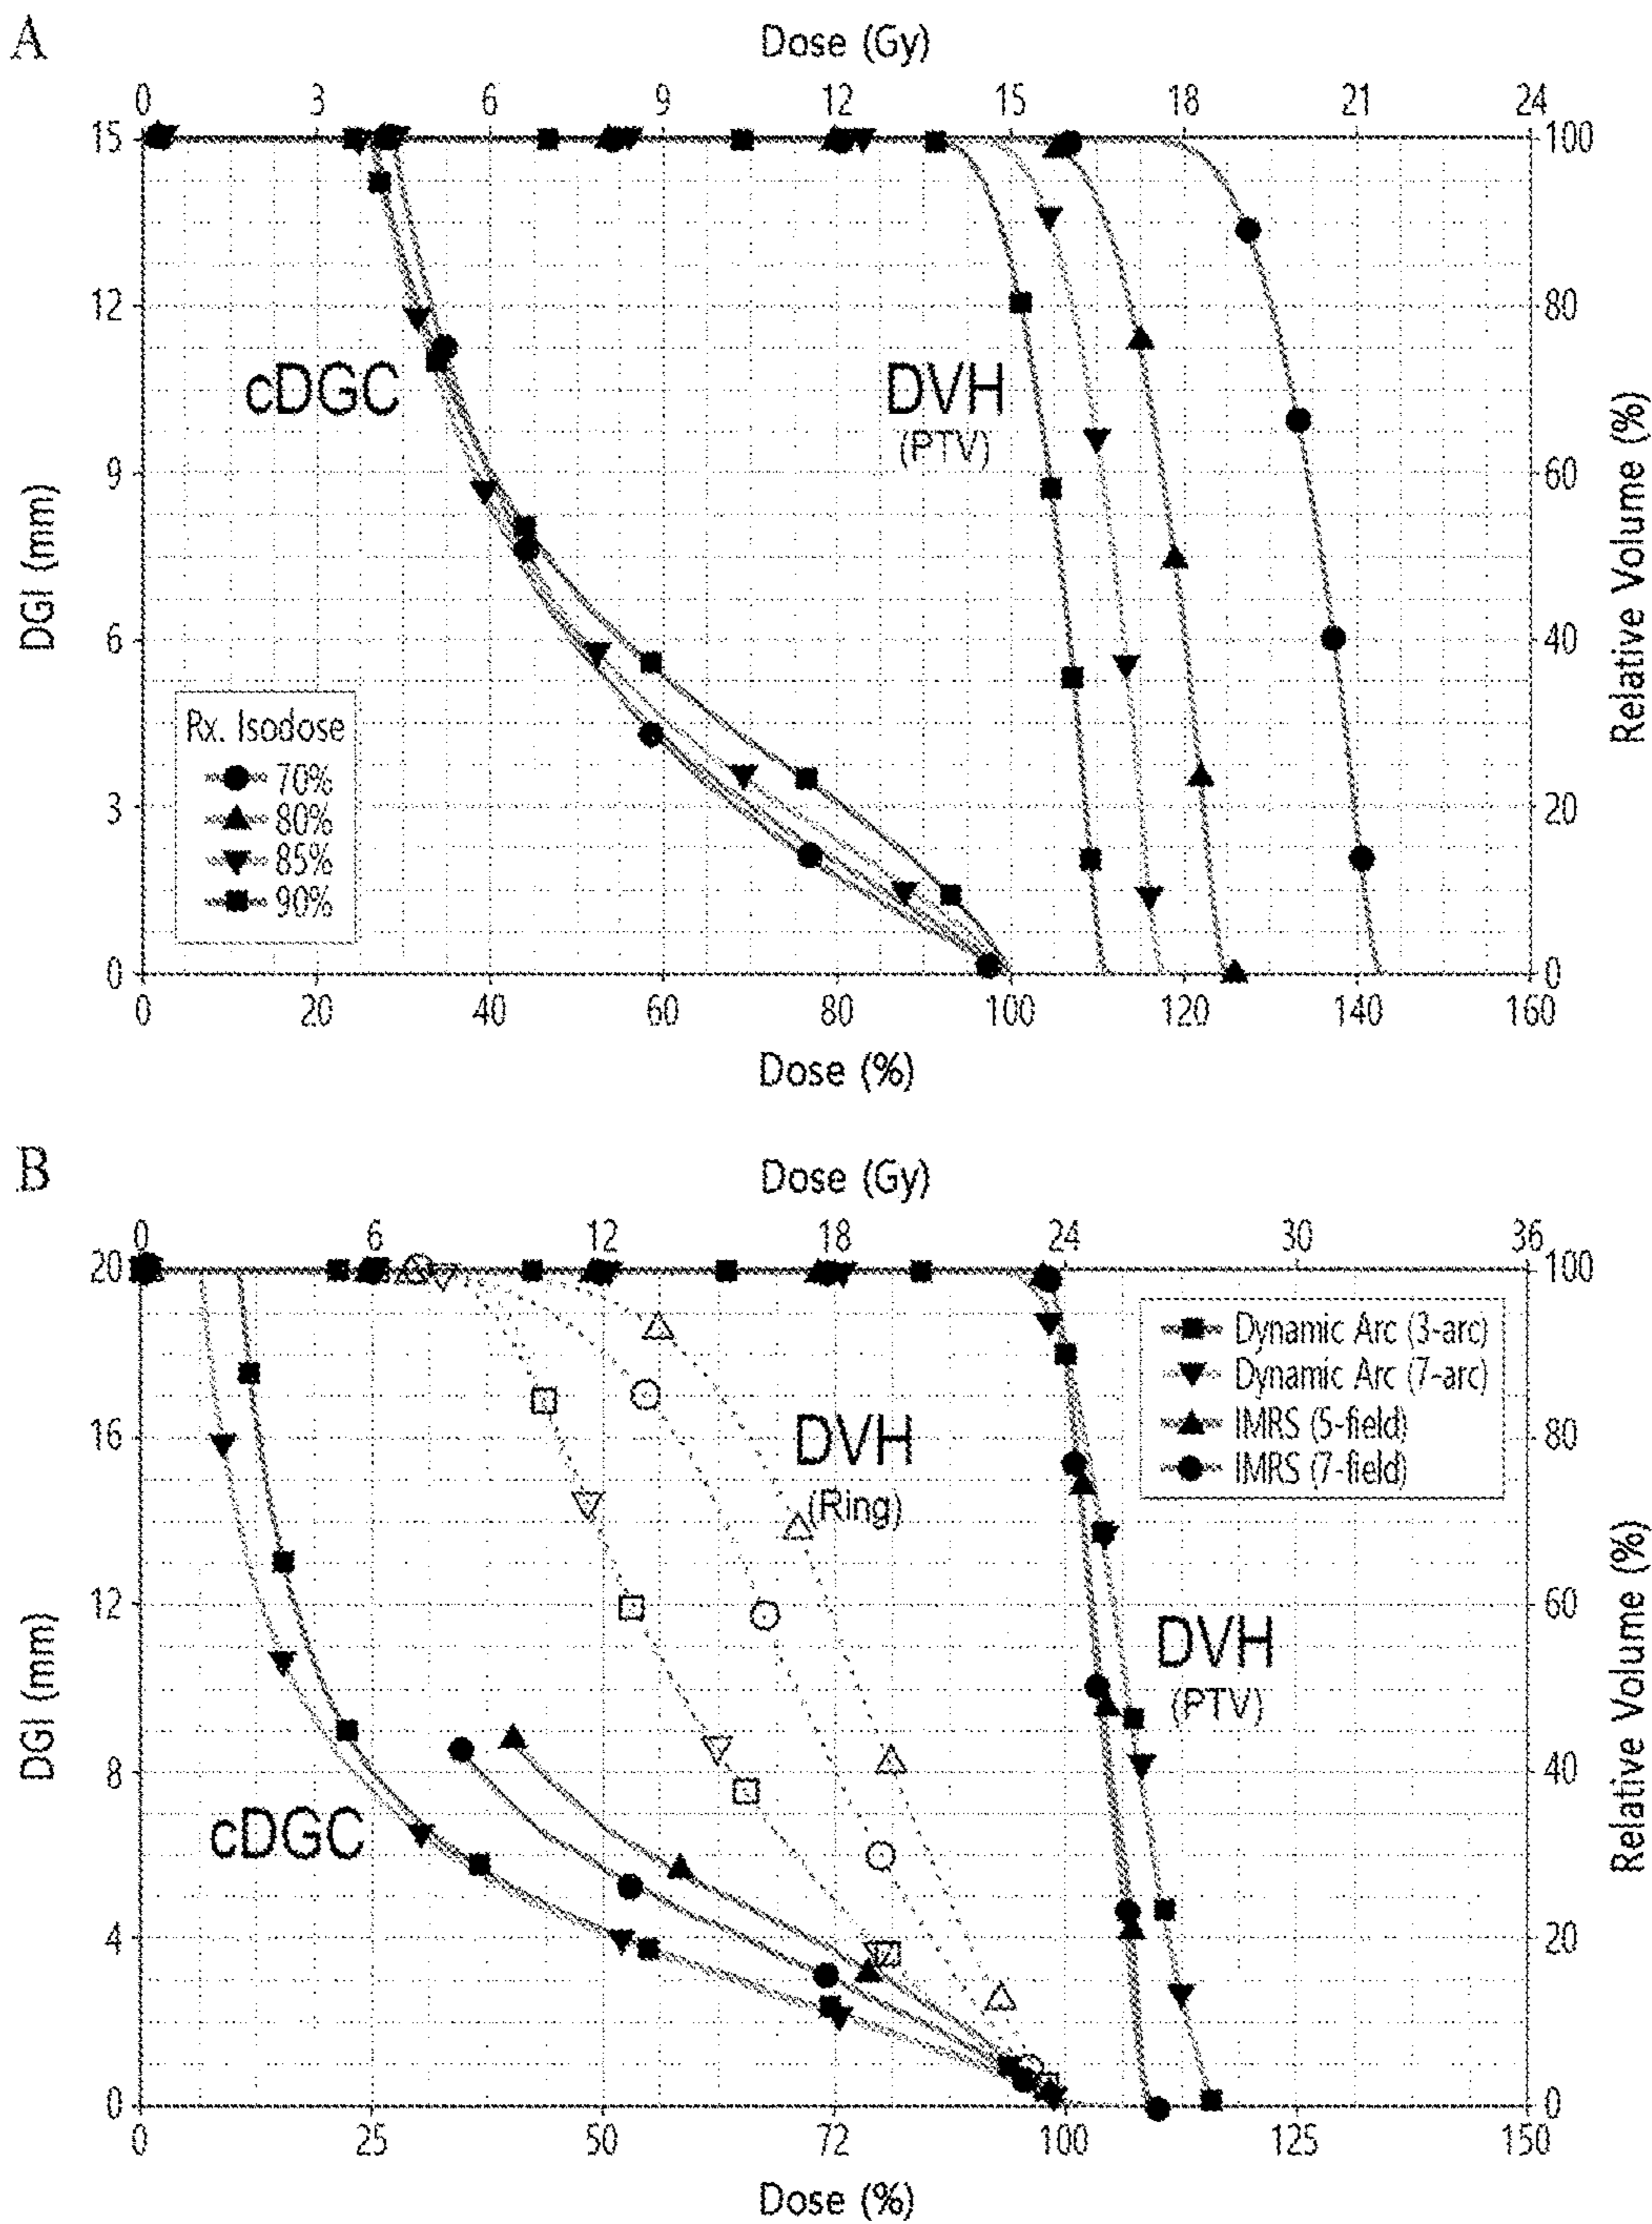 A
Dose (Gy)
0 3 6 9 12 15 18 21 24
15 12 9 6 3 0
DGI (mm)
100 80 60 40 20 0
Relative Volume (%)
cDGC
DVH
(PTV)
Rx. Isodose
70%
80%
85%
90%
0 20 40 60 80 100 120 140 160
Dose (%)
B
Dose (Gy)
0 6 12 18 24 30 36
20 16 12 8 4 0
DGI (mm)
100 80 60 40 20 0
Relative Volume (%)
Dynamic Arc (3-arc)
Dynamic Arc (7-arc)
IMRS (5-field)
IMRS (7-field)
DVH
(Ring)
DVH
(PTV)
cDGC
0 25 50 72 100 125 150
Dose (%)